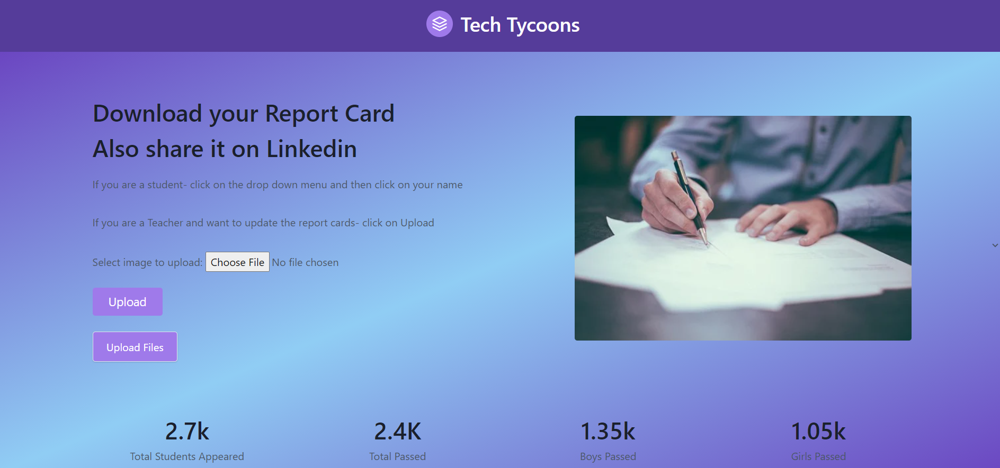 Tech Tycoons
Download your Report Card
Also share it on Linkedin
If you are a student- click on the drop down menu and then click on your name
If you are a Teacher and want to update the report cards- click on Upload
Select image to upload: Choose File No file chosen
Upload
Upload Files
2.7k
Total Students Appeared
2.4K
Total Passed
1.35k
Boys Passed
1.05k
Girls Passed